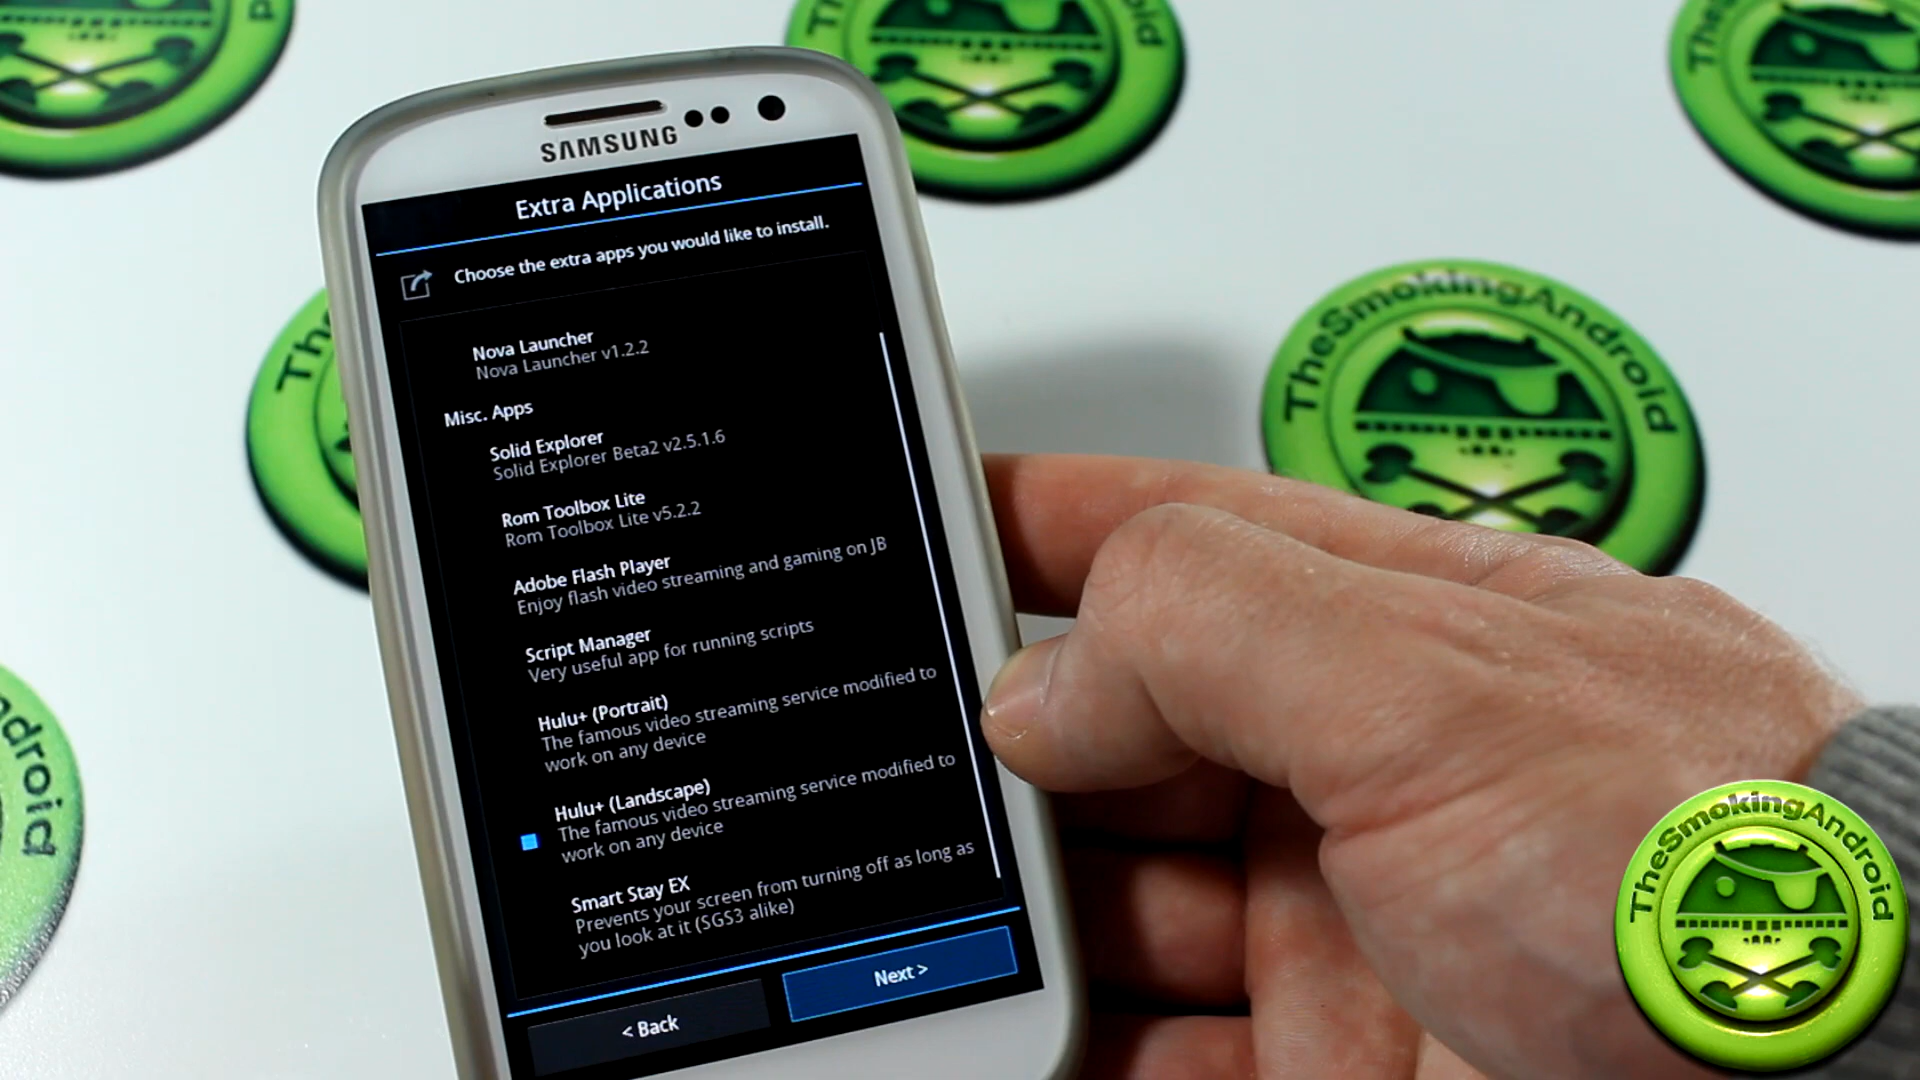 SAMSUNG
Extra Applications
Choose the extra apps you would like to install.
Nova Launcher
Nova Launcher v1.2.2
Misc. Apps
Solid Explorer
Solid Explorer Beta2 v2.5.1.6
Rom Toolbox Lite
Rom Toolbox Lite v5.2.2
Adobe Flash Player
Enjoy flash video streaming and gaming on JB
Script Manager
Very useful app for running scripts
Hulu+ (Portrait)
The famous video streaming service modified to
work on any device
Hulu+ (Landscape)
The famous video streaming service modified to
work on any device
Smart Stay EX
Prevents your screen from turning off as long as
you look at it (SGS3 alike)
< Back
Next >
Th
d
The
Th
TheSmokingAndroid
ndroid
TheSmokingAndroid